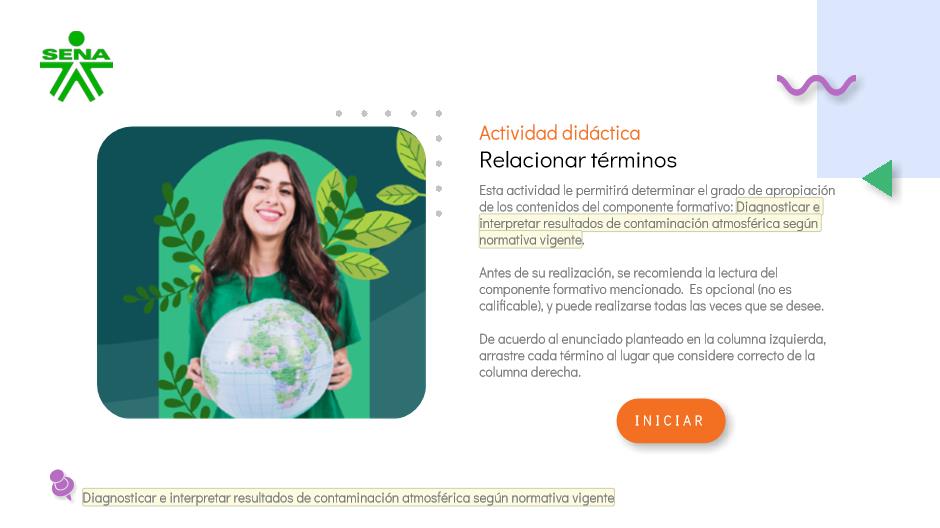 SENA
Actividad didáctica
Relacionar términos
Esta actividad le permitirá determinar el grado de apropiación
de los contenidos del componente formativo: Diagnosticar e
interpretar resultados de contaminación atmosférica según
normativa vigente.
Antes de su realización, se recomienda la lectura del
componente formativo mencionado. Es opcional (no es
calificable), y puede realizarse todas las veces que se desee.
De acuerdo al enunciado planteado en la columna izquierda,
arrastre cada término al lugar que considere correcto de la
columna derecha.
INICIAR
Diagnosticar e interpretar resultados de contaminación atmosférica según normativa vigente